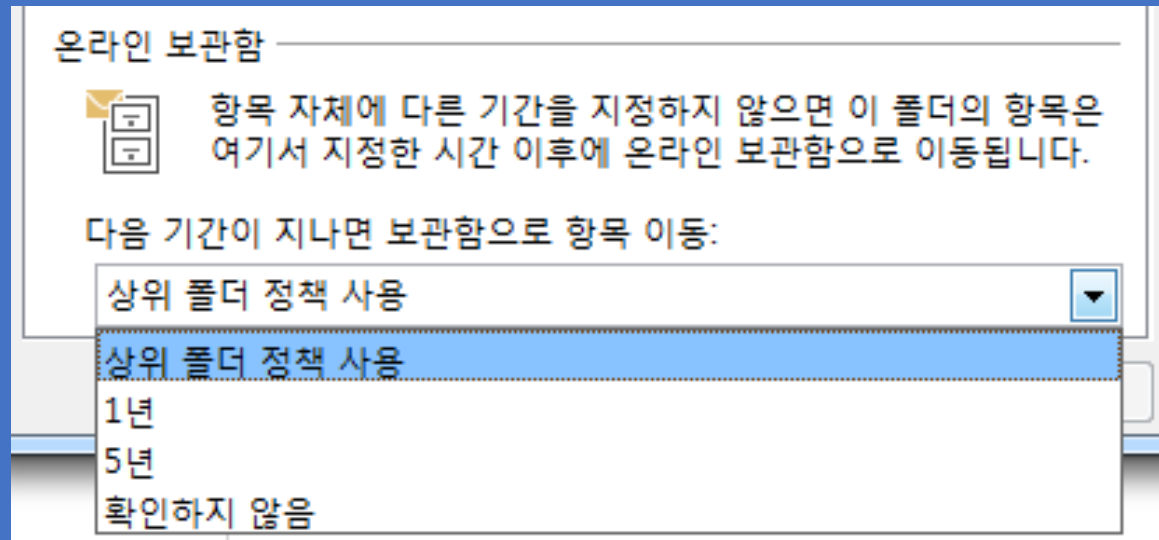 온라인 보관함
항목 자체에 다른 기간을 지정하지 않으면 이 폴더의 항목은
여기서 지정한 시간 이후에 온라인 보관함으로 이동됩니다.
다음 기간이 지나면 보관함으로 항목 이동:
상위 폴더 정책 사용
상위 폴더 정책 사용
1년
5년
확인하지 않음